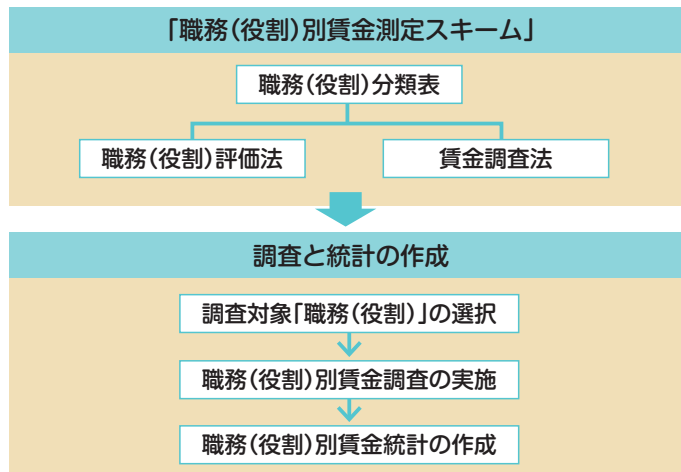 「職務(役割)別賃金測定スキーム」
職務(役割)分類表
職務(役割)評価法
賃金調査法
調査と統計の作成
調査対象「職務(役割)」の選択
職務(役割)別賃金調査の実施
職務(役割)別賃金統計の作成